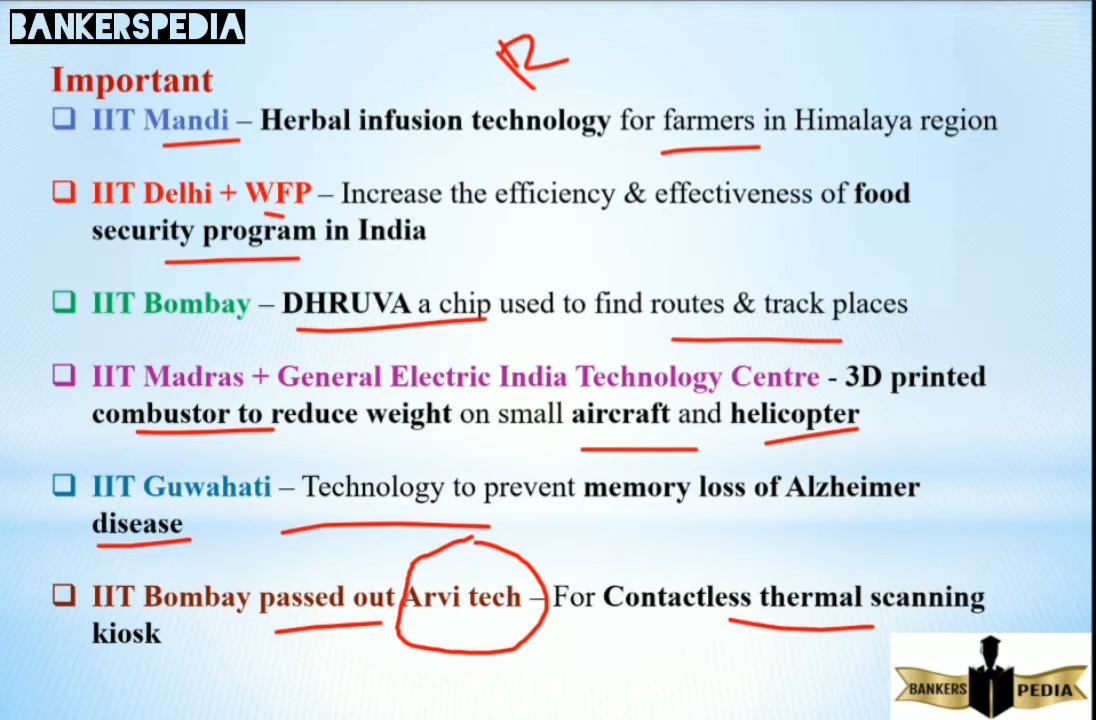 BANKERSPEDIA
Important
❑ IIT Mandi – Herbal infusion technology for farmers in Himalaya region
❑ IIT Delhi + WFP – Increase the efficiency & effectiveness of food
security program in India
❑ IIT Bombay – DHRUVA a chip used to find routes & track places
❑ IIT Madras + General Electric India Technology Centre - 3D printed
combustor to reduce weight on small aircraft and helicopter
❑ IIT Guwahati – Technology to prevent memory loss of Alzheimer
disease
❑ IIT Bombay passed out Arvi tech – For Contactless thermal scanning
kiosk
BANKERS PEDIA